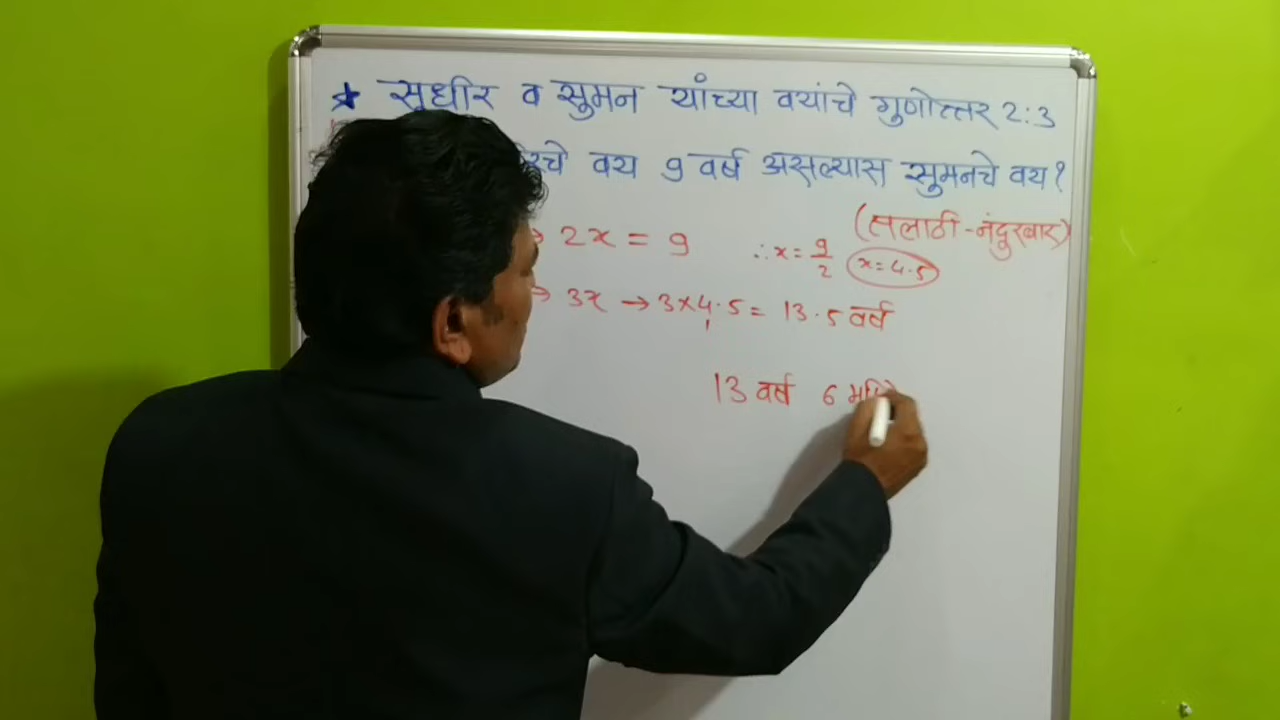 ★ सुधीर व सुमन यांच्या वयांचे गुणोत्तर 2:3
वय 9 वर्ष असल्यास सुमनचे वय?
(तलाठी - नंदुरबार)
→ 2x = 9 ∴ x = 9/2 x = 4.5
→ 3x → 3×4.5 = 13.5 वर्ष
13 वर्ष 6